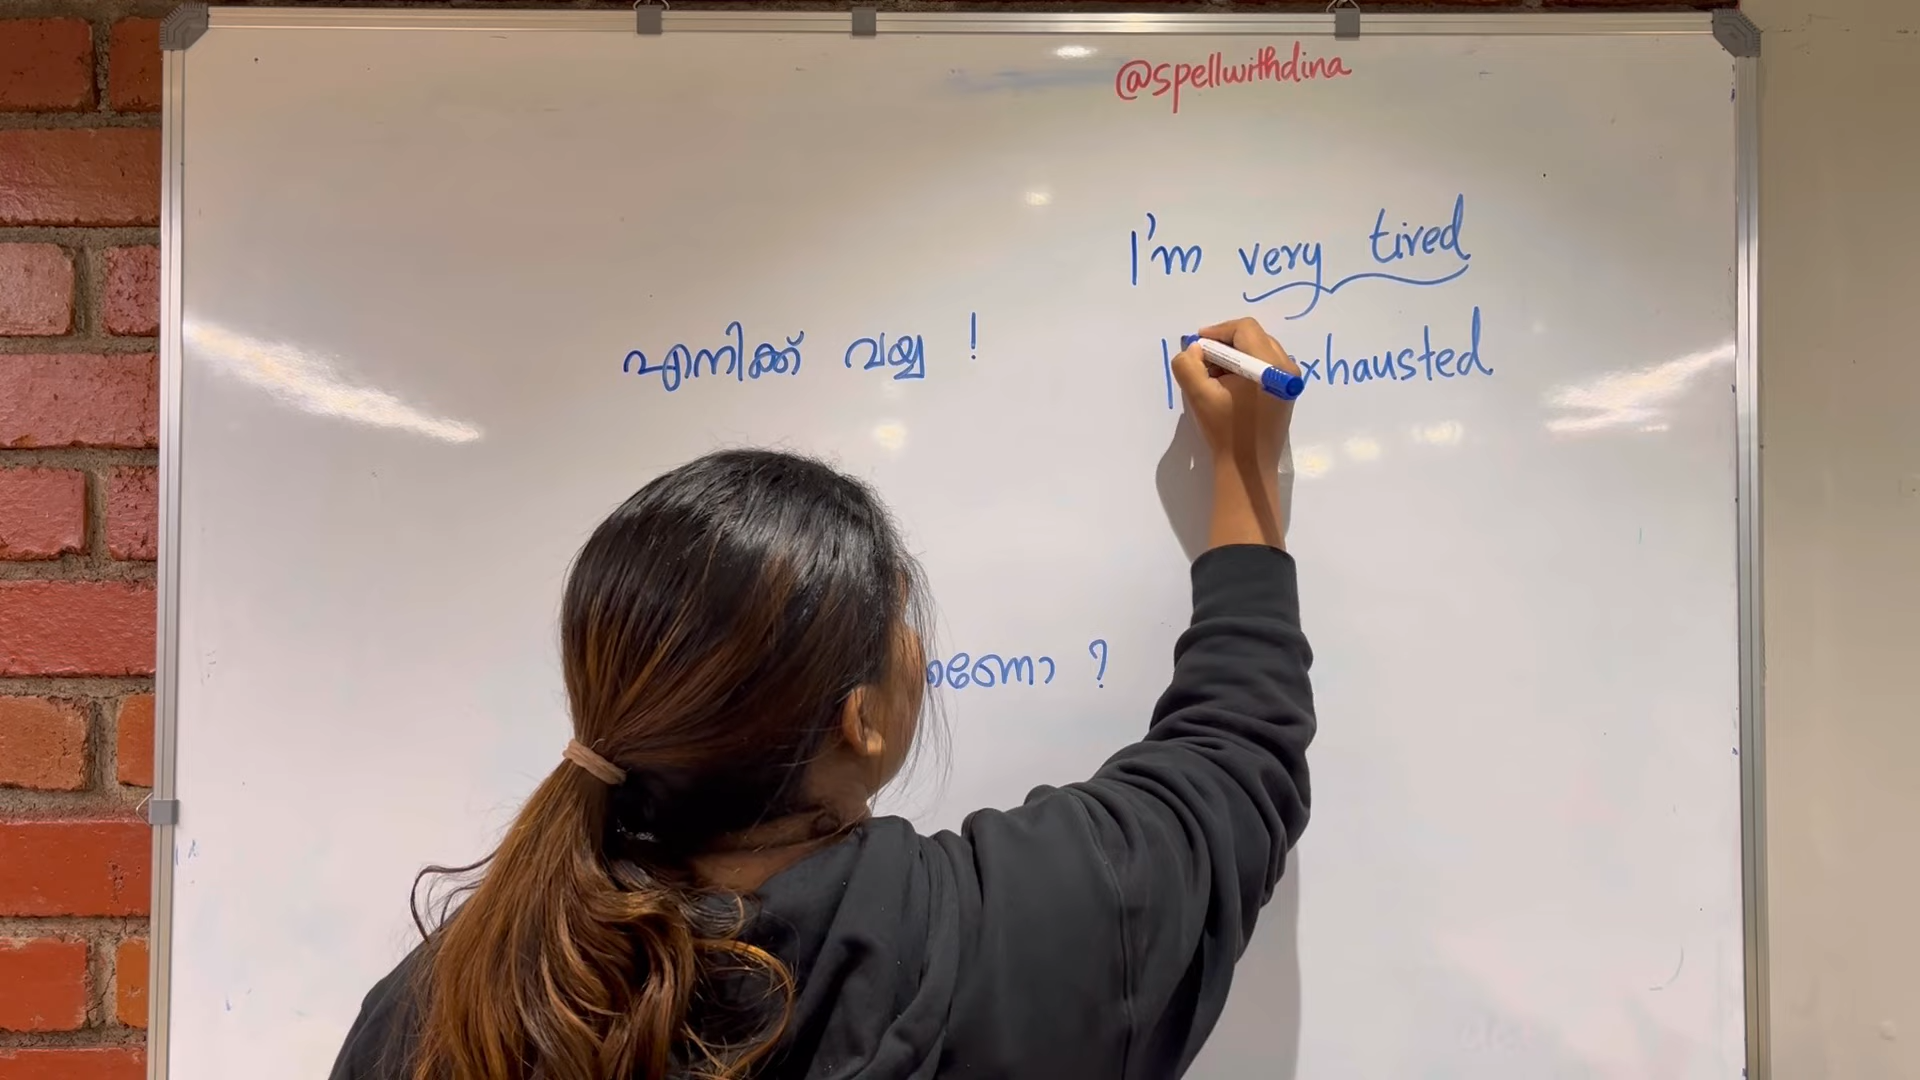 @spellwithdina
I'm very tired
എനിക്ക് വയ്യ !
exhausted
?